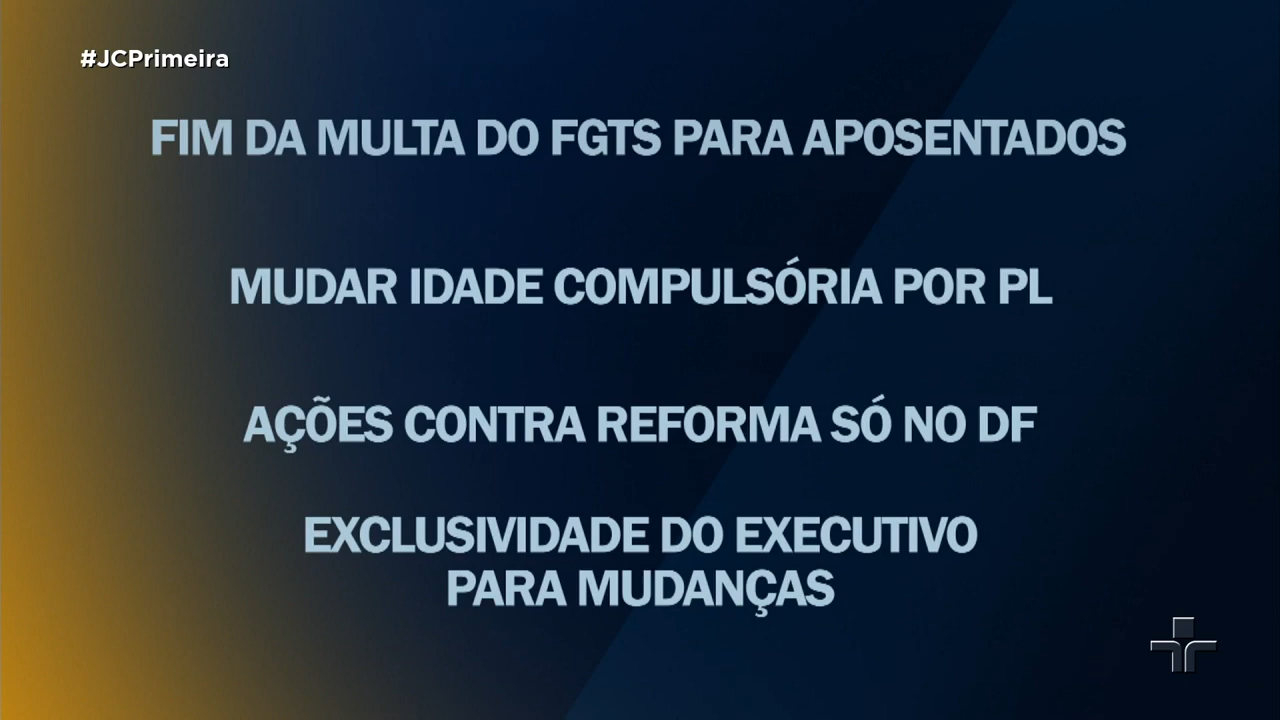 #JCPrimeira
FIM DA MULTA DO FGTS PARA APOSENTADOS
MUDAR IDADE COMPULSÓRIA POR PL
AÇÕES CONTRA REFORMA SÓ NO DF
EXCLUSIVIDADE DO EXECUTIVO
PARA MUDANÇAS